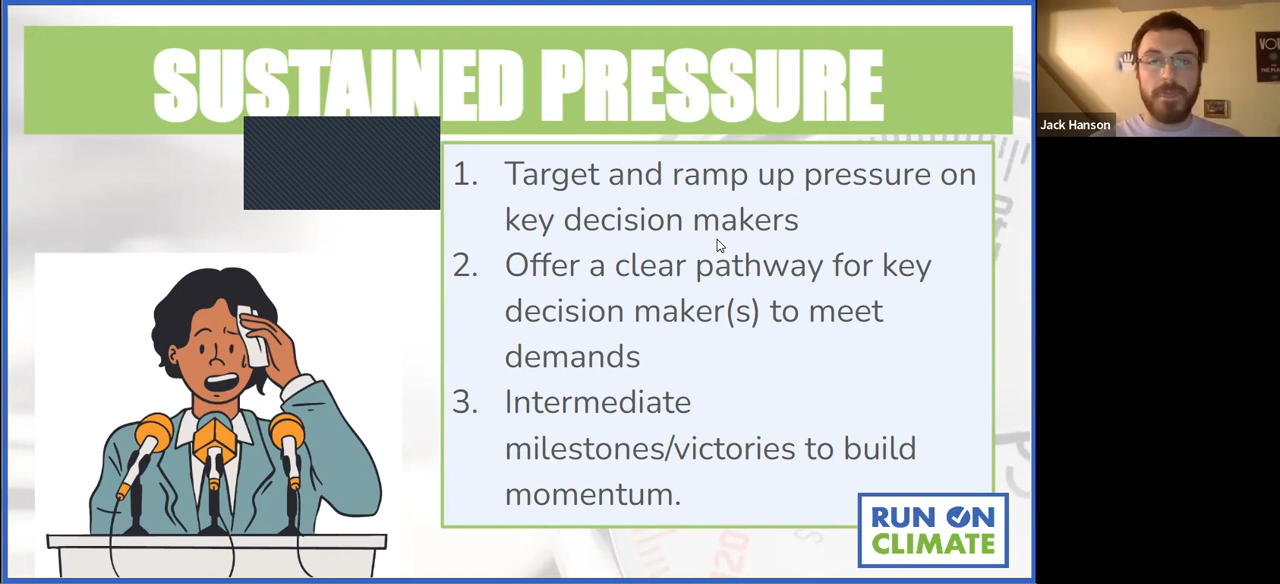 SUSTAINED PRESSURE
1. Target and ramp up pressure on
key decision makers
2. Offer a clear pathway for key
decision maker(s) to meet
demands
3. Intermediate
milestones/victories to build
momentum.
RUN ON
CLIMATE
Jack Hanson